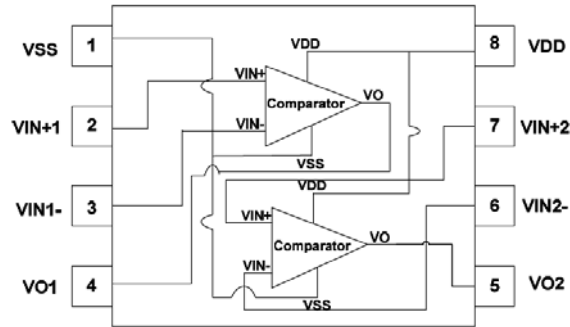 VSS 1 VDD 8 VDD
VIN+
VIN+1 2 Comparator VO 7 VIN+2
VIN-
VSS
VDD
VIN1- 3 VIN+ 6 VIN2-
Comparator VO
VIN-
VO1 4 VSS 5 VO2